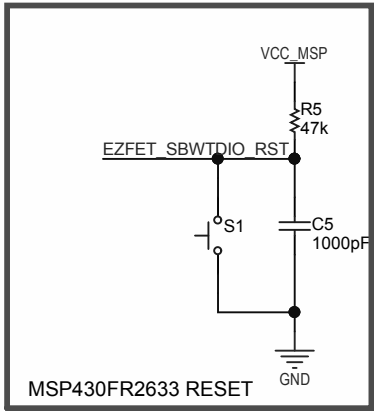 VCC_MSP
R5
47k
EZFET_SBWTDIO_RST
S1
C5
1000pF
GND
MSP430FR2633 RESET